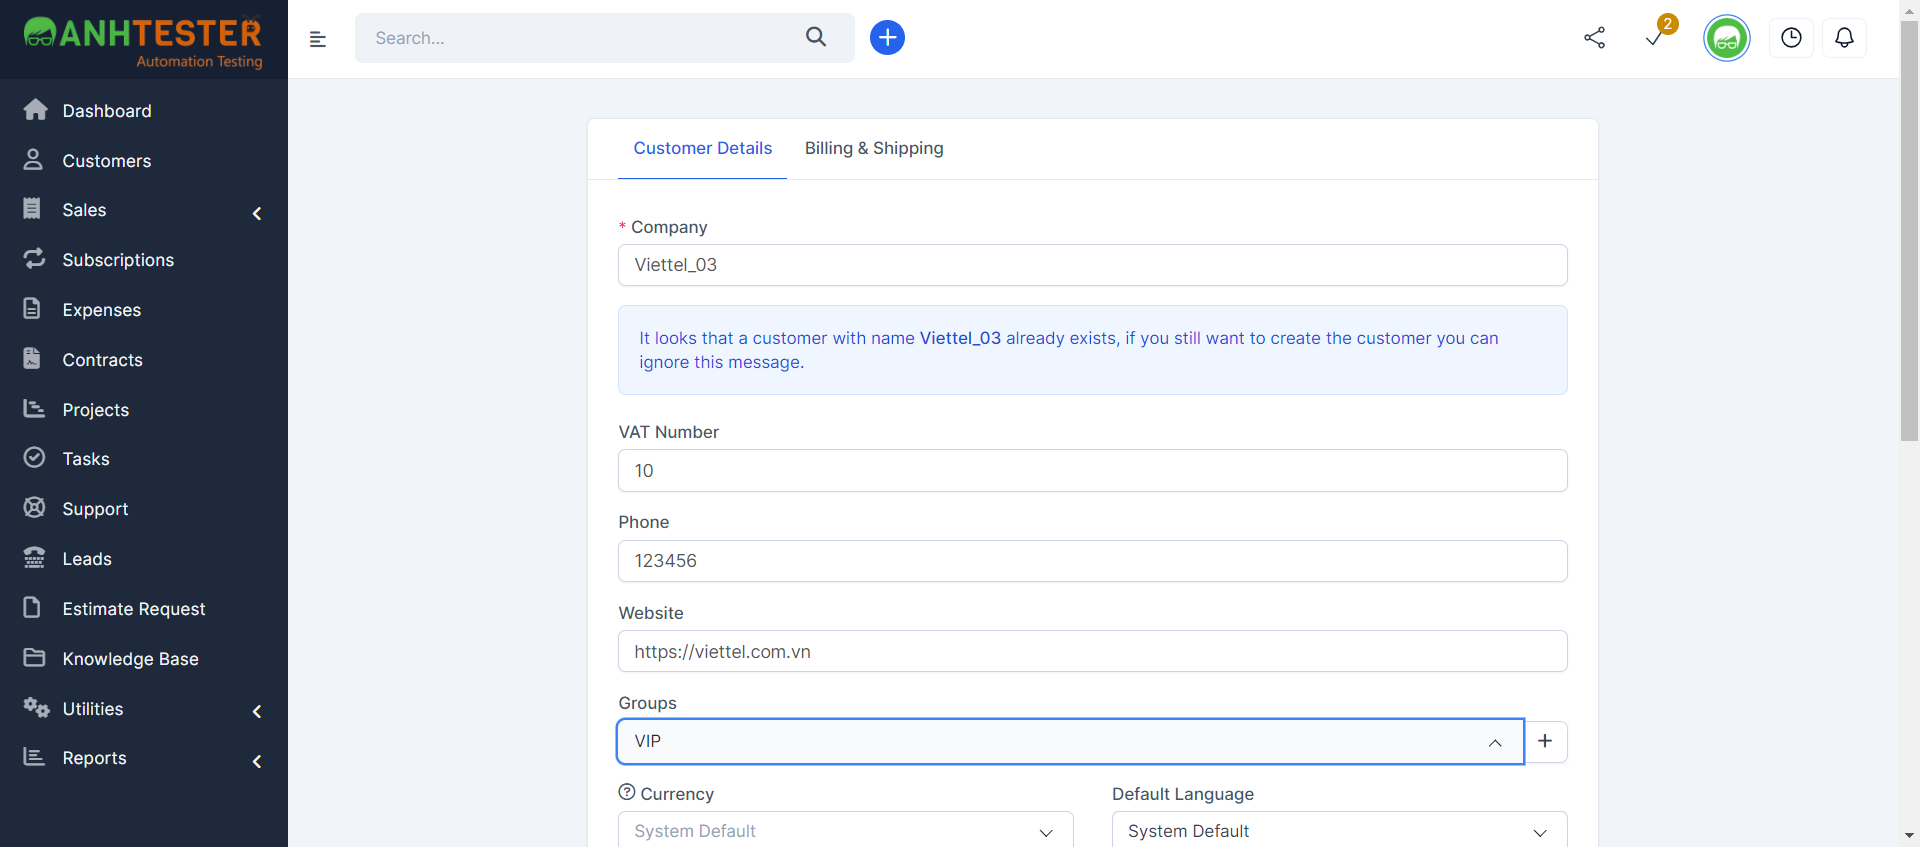 ANHTESTER
Automation Testing
Search...
2
Dashboard
Customers
Sales
Subscriptions
Expenses
Contracts
Projects
Tasks
Support
Leads
Estimate Request
Knowledge Base
Utilities
Reports
Customer Details
Billing & Shipping
* Company
Viettel_03
It looks that a customer with name Viettel_03 already exists, if you still want to create the customer you can
ignore this message.
VAT Number
10
Phone
123456
Website
https://viettel.com.vn
Groups
VIP
Currency
System Default
Default Language
System Default